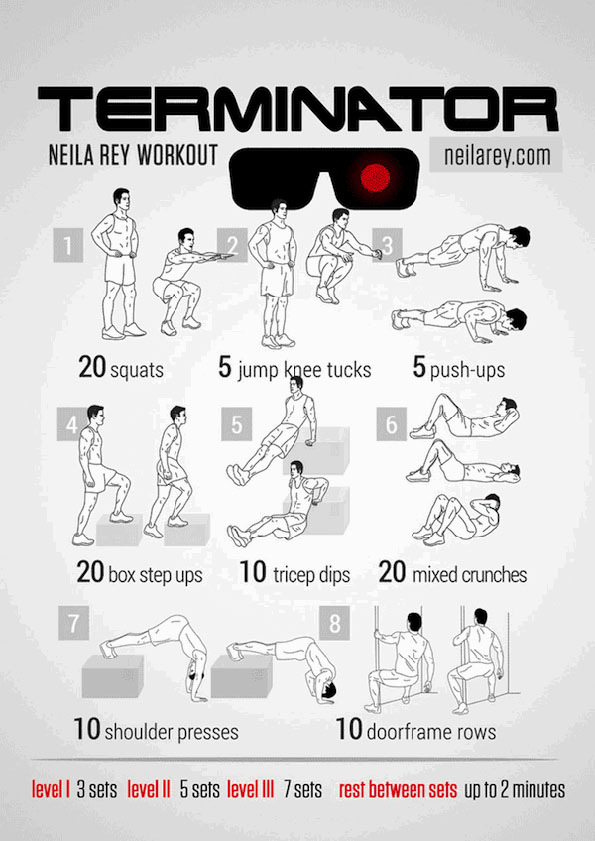 TERMINATOR
NEILA REY WORKOUT
neilarey.com
1
2
3
20 squats
5 jump knee tucks
5 push-ups
4
5
6
20 box step ups
10 tricep dips
20 mixed crunches
7
8
10 shoulder presses
10 doorframe rows
level I 3 sets level II 5 sets level III 7 sets rest between sets up to 2 minutes